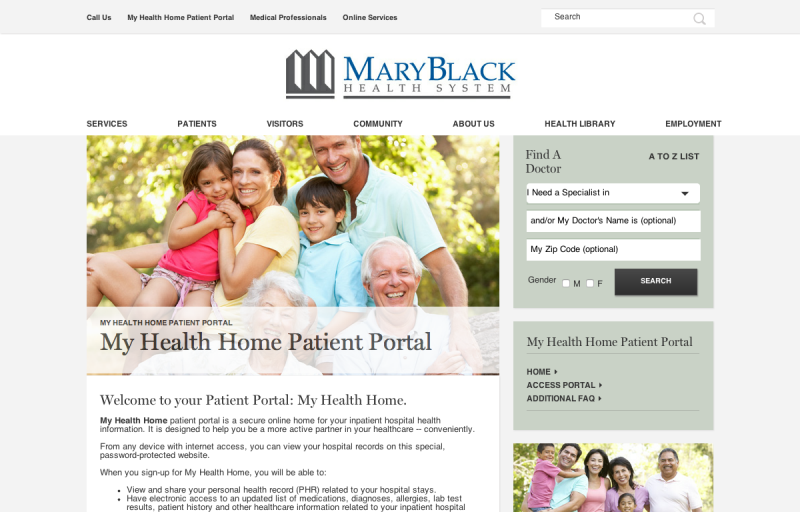 Call Us
My Health Home Patient Portal
Medical Professionals
Online Services
Search
MARYBLACK
HEALTH SYSTEM
SERVICES
PATIENTS
VISITORS
COMMUNITY
ABOUT US
HEALTH LIBRARY
EMPLOYMENT
MY HEALTH HOME PATIENT PORTAL
My Health Home Patient Portal
Welcome to your Patient Portal: My Health Home.
My Health Home patient portal is a secure online home for your inpatient hospital health
information. It is designed to help you be a more active partner in your healthcare – conveniently.
From any device with internet access, you can view your hospital records on this special,
password-protected website.
When you sign-up for My Health Home, you will be able to:
• View and share your personal health record (PHR) related to your hospital stays.
• Have electronic access to an updated list of medications, diagnoses, allergies, lab test
results, patient history and other healthcare information related to your inpatient hospital
Find A
Doctor
A TO Z LIST
I Need a Specialist in
and/or My Doctor's Name is (optional)
My Zip Code (optional)
Gender
M
F
SEARCH
My Health Home Patient Portal
HOME
ACCESS PORTAL
ADDITIONAL FAQ